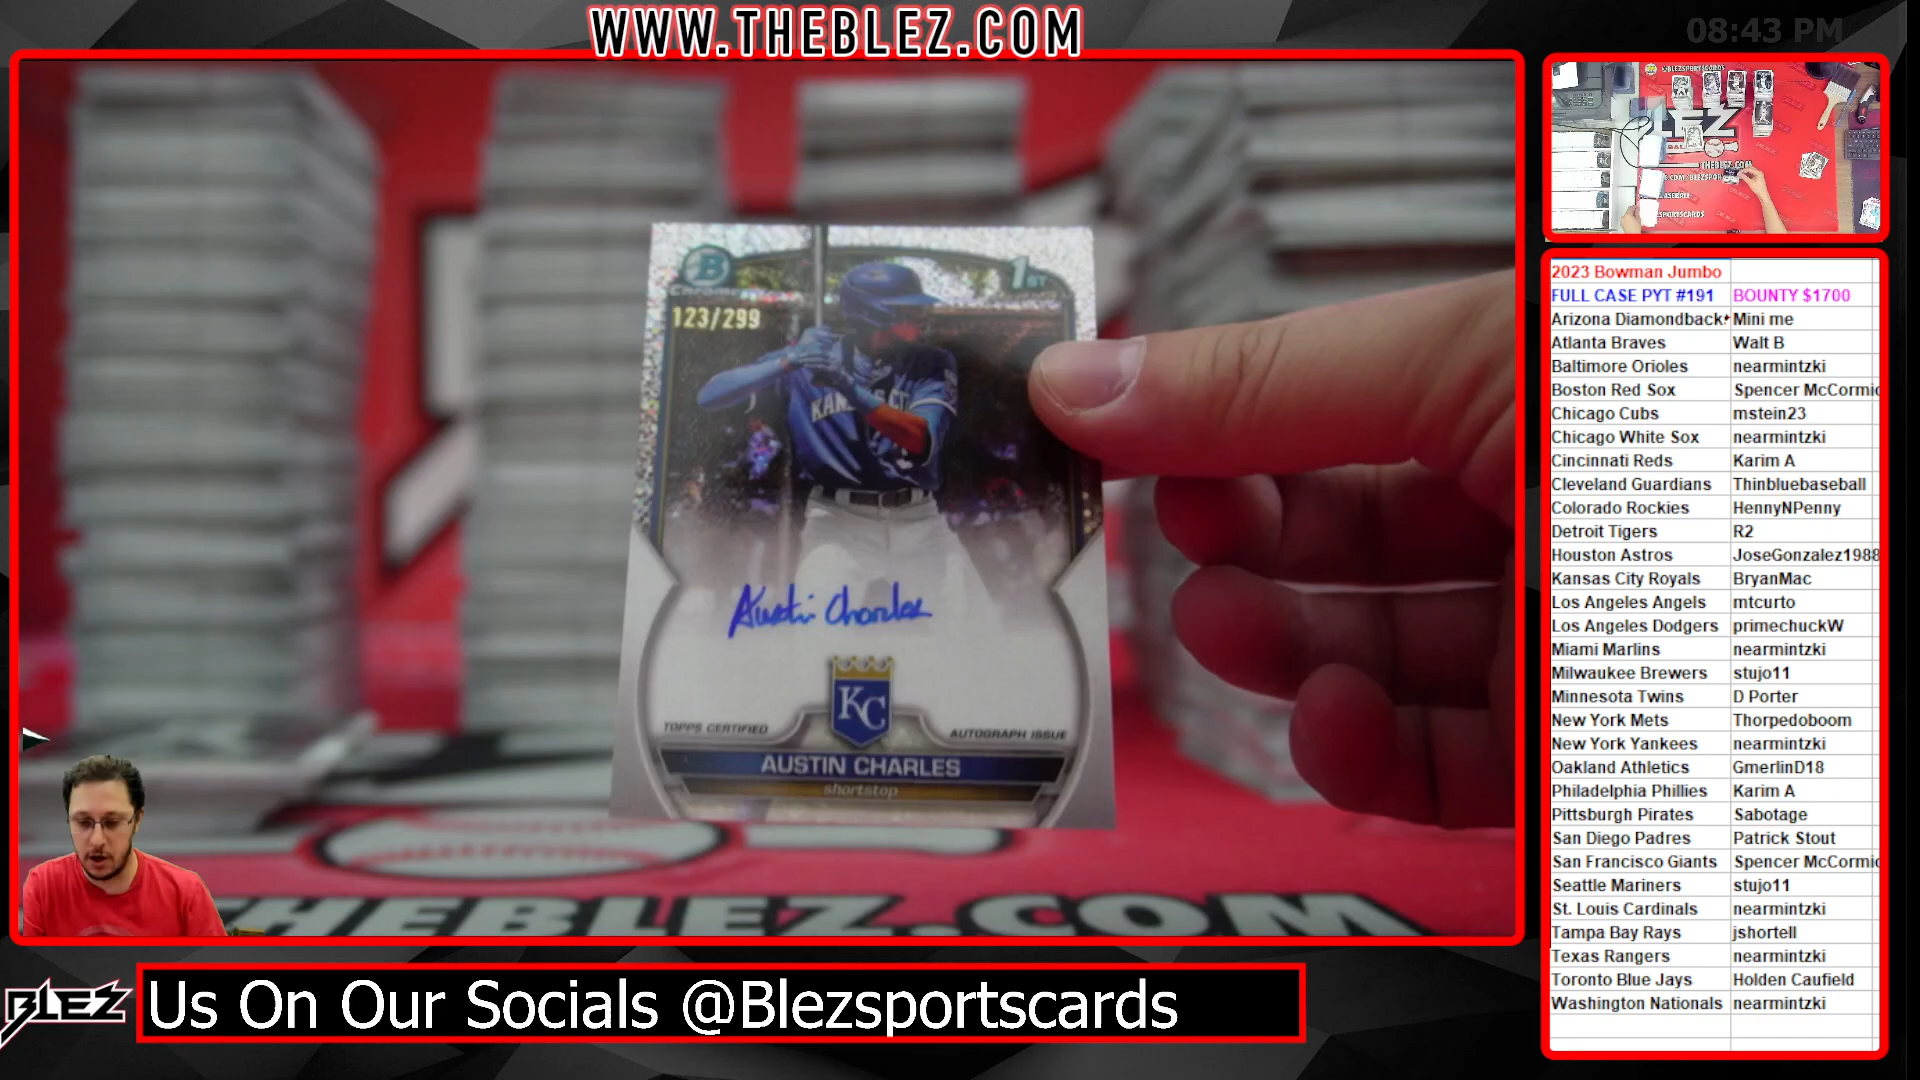 WWW.THEBLEZ.COM
08:43 PM
@BLEZSPORTSCARDS
BLEZ
THEBLEZ.COM
B
Chrome
1ST
123/299
KC
Austin Charles
TOPPS CERTIFIED
AUTOGRAPH ISSUE
AUSTIN CHARLES
shortstop
THEBLEZ.COM
2023 Bowman Jumbo
FULL CASE PYT #191 BOUNTY $1700
Arizona Diamondback Mini me
Atlanta Braves Walt B
Baltimore Orioles nearmintzki
Boston Red Sox Spencer McCormic
Chicago Cubs mstein23
Chicago White Sox nearmintzki
Cincinnati Reds Karim A
Cleveland Guardians Thinbluebaseball
Colorado Rockies HennyNPenny
Detroit Tigers R2
Houston Astros JoseGonzalez1988
Kansas City Royals BryanMac
Los Angeles Angels mtcurto
Los Angeles Dodgers primechuckW
Miami Marlins nearmintzki
Milwaukee Brewers stujo11
Minnesota Twins D Porter
New York Mets Thorpedoboom
New York Yankees nearmintzki
Oakland Athletics GmerlinD18
Philadelphia Phillies Karim A
Pittsburgh Pirates Sabotage
San Diego Padres Patrick Stout
San Francisco Giants Spencer McCormic
Seattle Mariners stujo11
St. Louis Cardinals nearmintzki
Tampa Bay Rays jshortell
Texas Rangers nearmintzki
Toronto Blue Jays Holden Caufield
Washington Nationals nearmintzki
BLEZ
Us On Our Socials @Blezsportscards